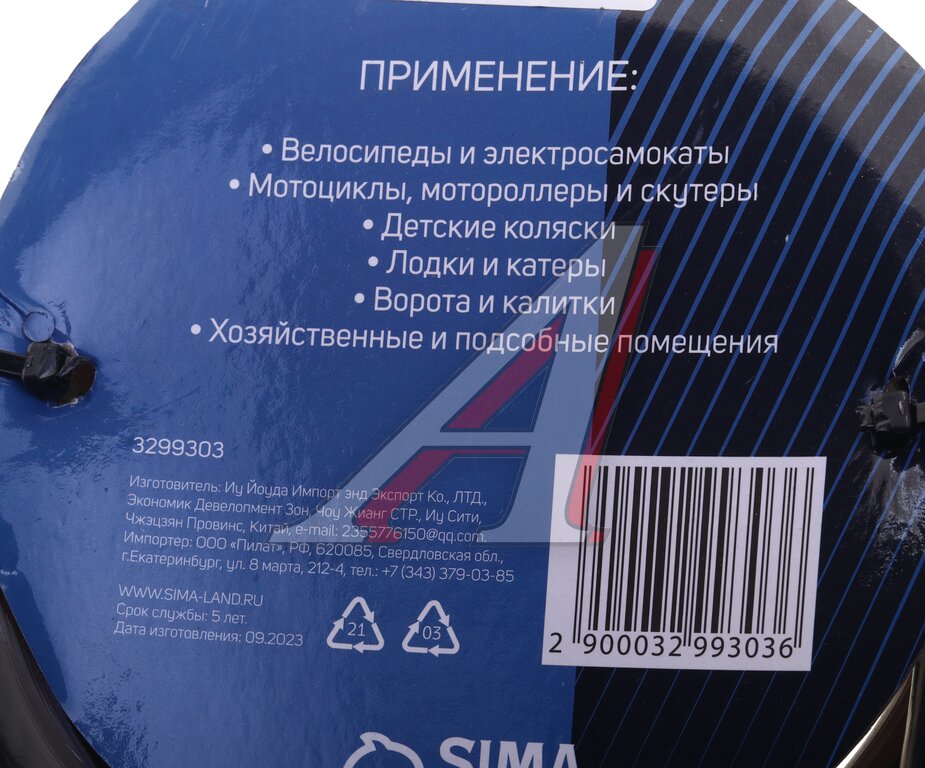 ПРИМЕНЕНИЕ:
• Велосипеды и электросамокаты
• Мотоциклы, мотороллеры и скутеры
• Детские коляски
• Лодки и катеры
• Ворота и калитки
• Хозяйственные и подсобные помещения
3299303
Изготовитель: Иу Йоуда Импорт энд Экспорт Ко., ЛТД.,
Экономик Девелопмент Зон, Чоу Жианг СТР., Иу Сити,
Чжэцзян Провинс, Китай, e-mail: 2355776150@qq.com.
Импортер: ООО «Пилат», РФ, 620085, Свердловская обл.,
г.Екатеринбург, ул. 8 марта, 212-4, тел.: +7 (343) 379-03-85
WWW.SIMA-LAND.RU
Срок службы: 5 лет.
Дата изготовления: 09.2023
21
03
2 900032 993036
SIMA